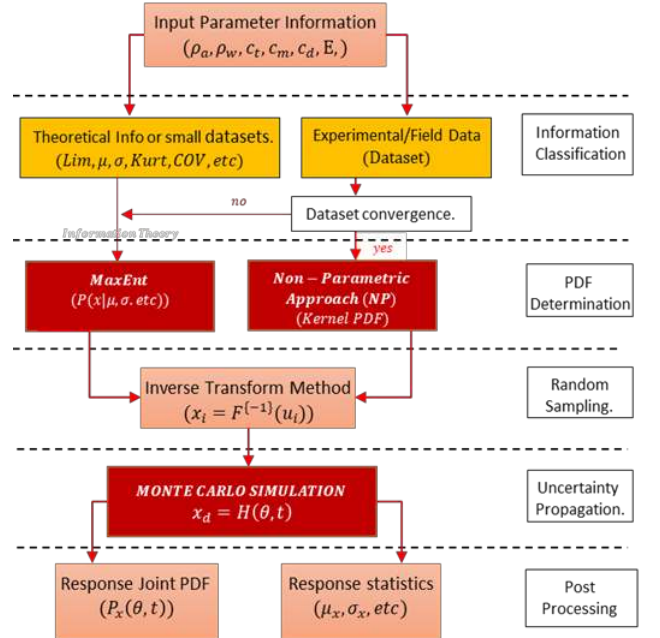 Input Parameter Information
(ρₐ, ρ_w, cₜ, cₘ, c_d, E,)
Theoretical Info or small datasets.
(Lim, μ, σ, Kurt, COV, etc)
Experimental/Field Data
(Dataset)
Information
Classification
no
Dataset convergence.
Information Theory
yes
MaxEnt
(P(x|μ, σ. etc))
Non – Parametric
Approach (NP)
(Kernel PDF)
PDF
Determination
Inverse Transform Method
(xᵢ = F^{-1}(uᵢ))
Random
Sampling.
MONTE CARLO SIMULATION
x_d = H(θ, t)
Uncertainty
Propagation.
Response Joint PDF
(Pₓ(θ, t))
Response statistics
(μₓ, σₓ, etc)
Post
Processing